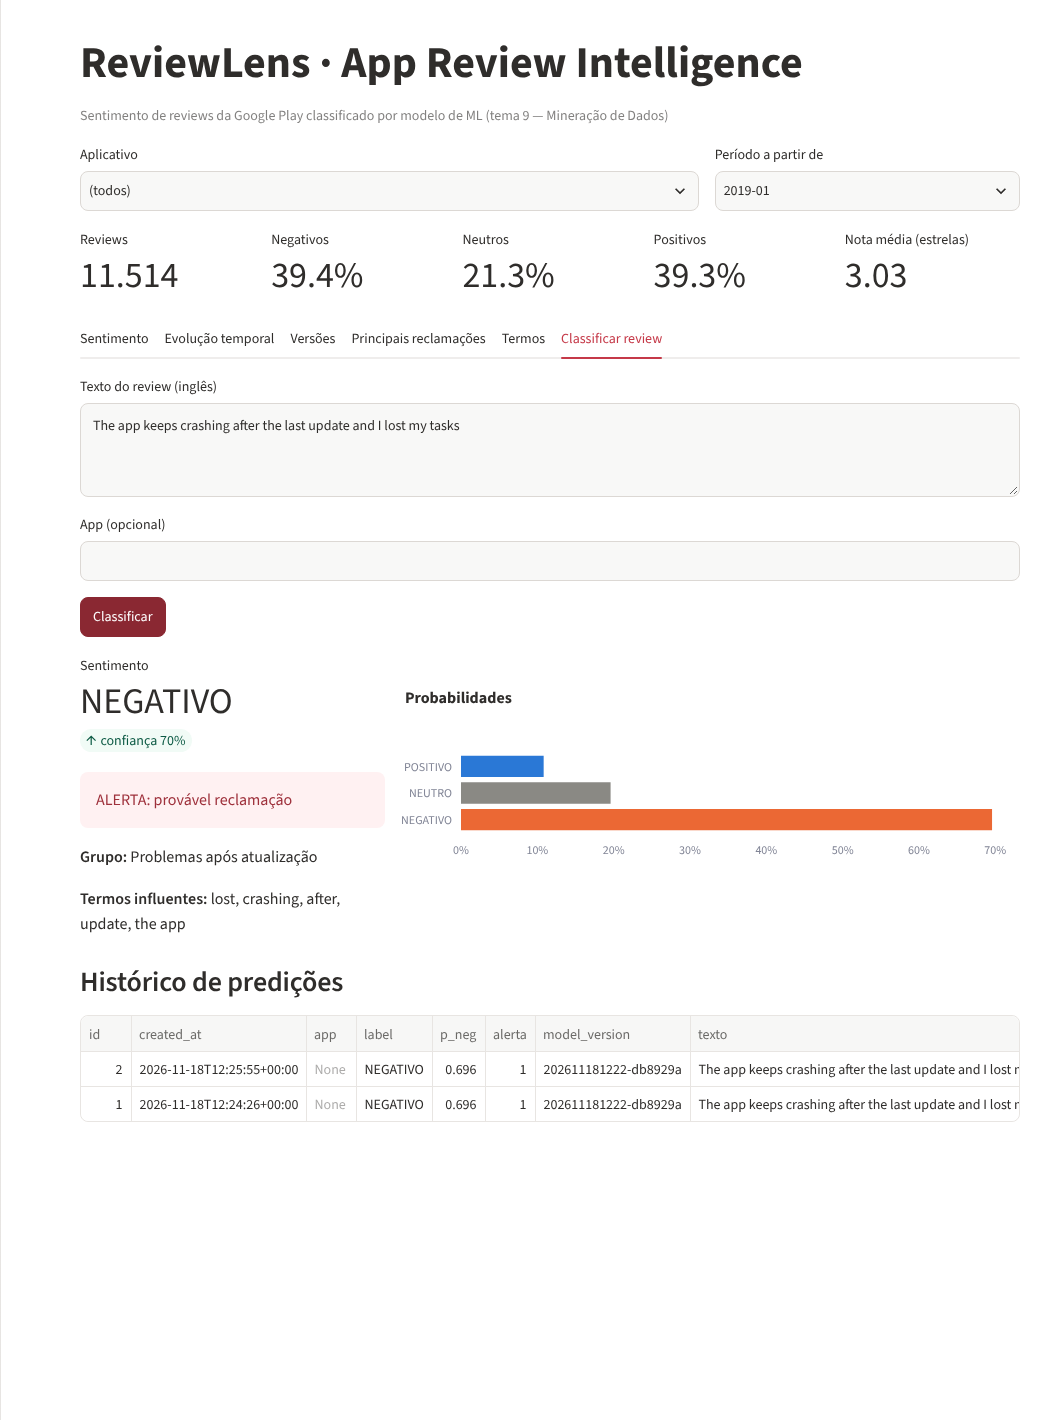 ReviewLens · App Review Intelligence
Sentimento de reviews da Google Play classificado por modelo de ML (tema 9 — Mineração de Dados)
Aplicativo
Período a partir de
(todos)
2019-01
Reviews
Negativos
Neutros
Positivos
Nota média (estrelas)
11.514
39.4%
21.3%
39.3%
3.03
Sentimento
Evolução temporal
Versões
Principais reclamações
Termos
Classificar review
Texto do review (inglês)
The app keeps crashing after the last update and I lost my tasks
App (opcional)
Classificar
Sentimento
NEGATIVO
↑ confiança 70%
ALERTA: provável reclamação
Grupo: Problemas após atualização
Termos influentes: lost, crashing, after,
update, the app
Probabilidades
POSITIVO
NEUTRO
NEGATIVO
0% 10% 20% 30% 40% 50% 60% 70%
Histórico de predições
id created_at app label p_neg alerta model_version texto
2 2026-11-18T12:25:55+00:00 None NEGATIVO 0.696 1 202611181222-db8929a The app keeps crashing after the last update and I lost
1 2026-11-18T12:24:26+00:00 None NEGATIVO 0.696 1 202611181222-db8929a The app keeps crashing after the last update and I lost